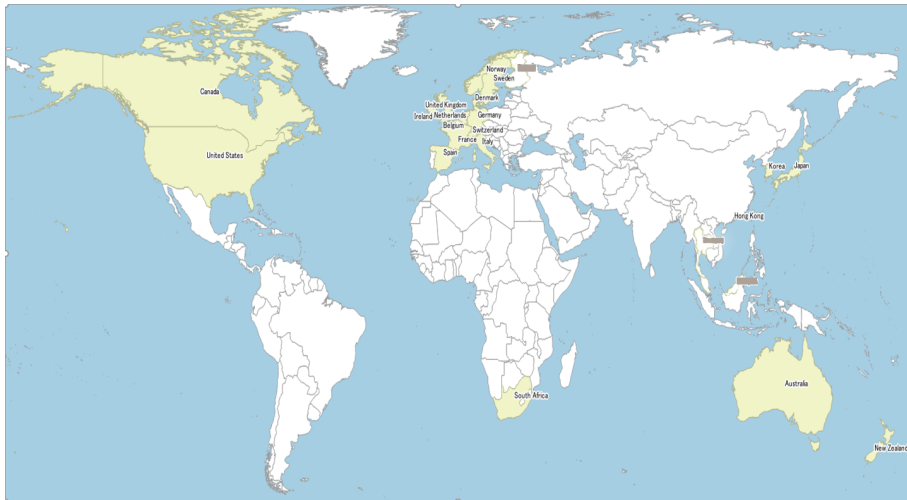 Canada
United States
Norway
Sweden
Denmark
United Kingdom
Ireland
Netherlands
Germany
Belgium
Switzerland
France
Italy
Spain
Korea
Japan
Hong Kong
South Africa
Australia
New Zealand